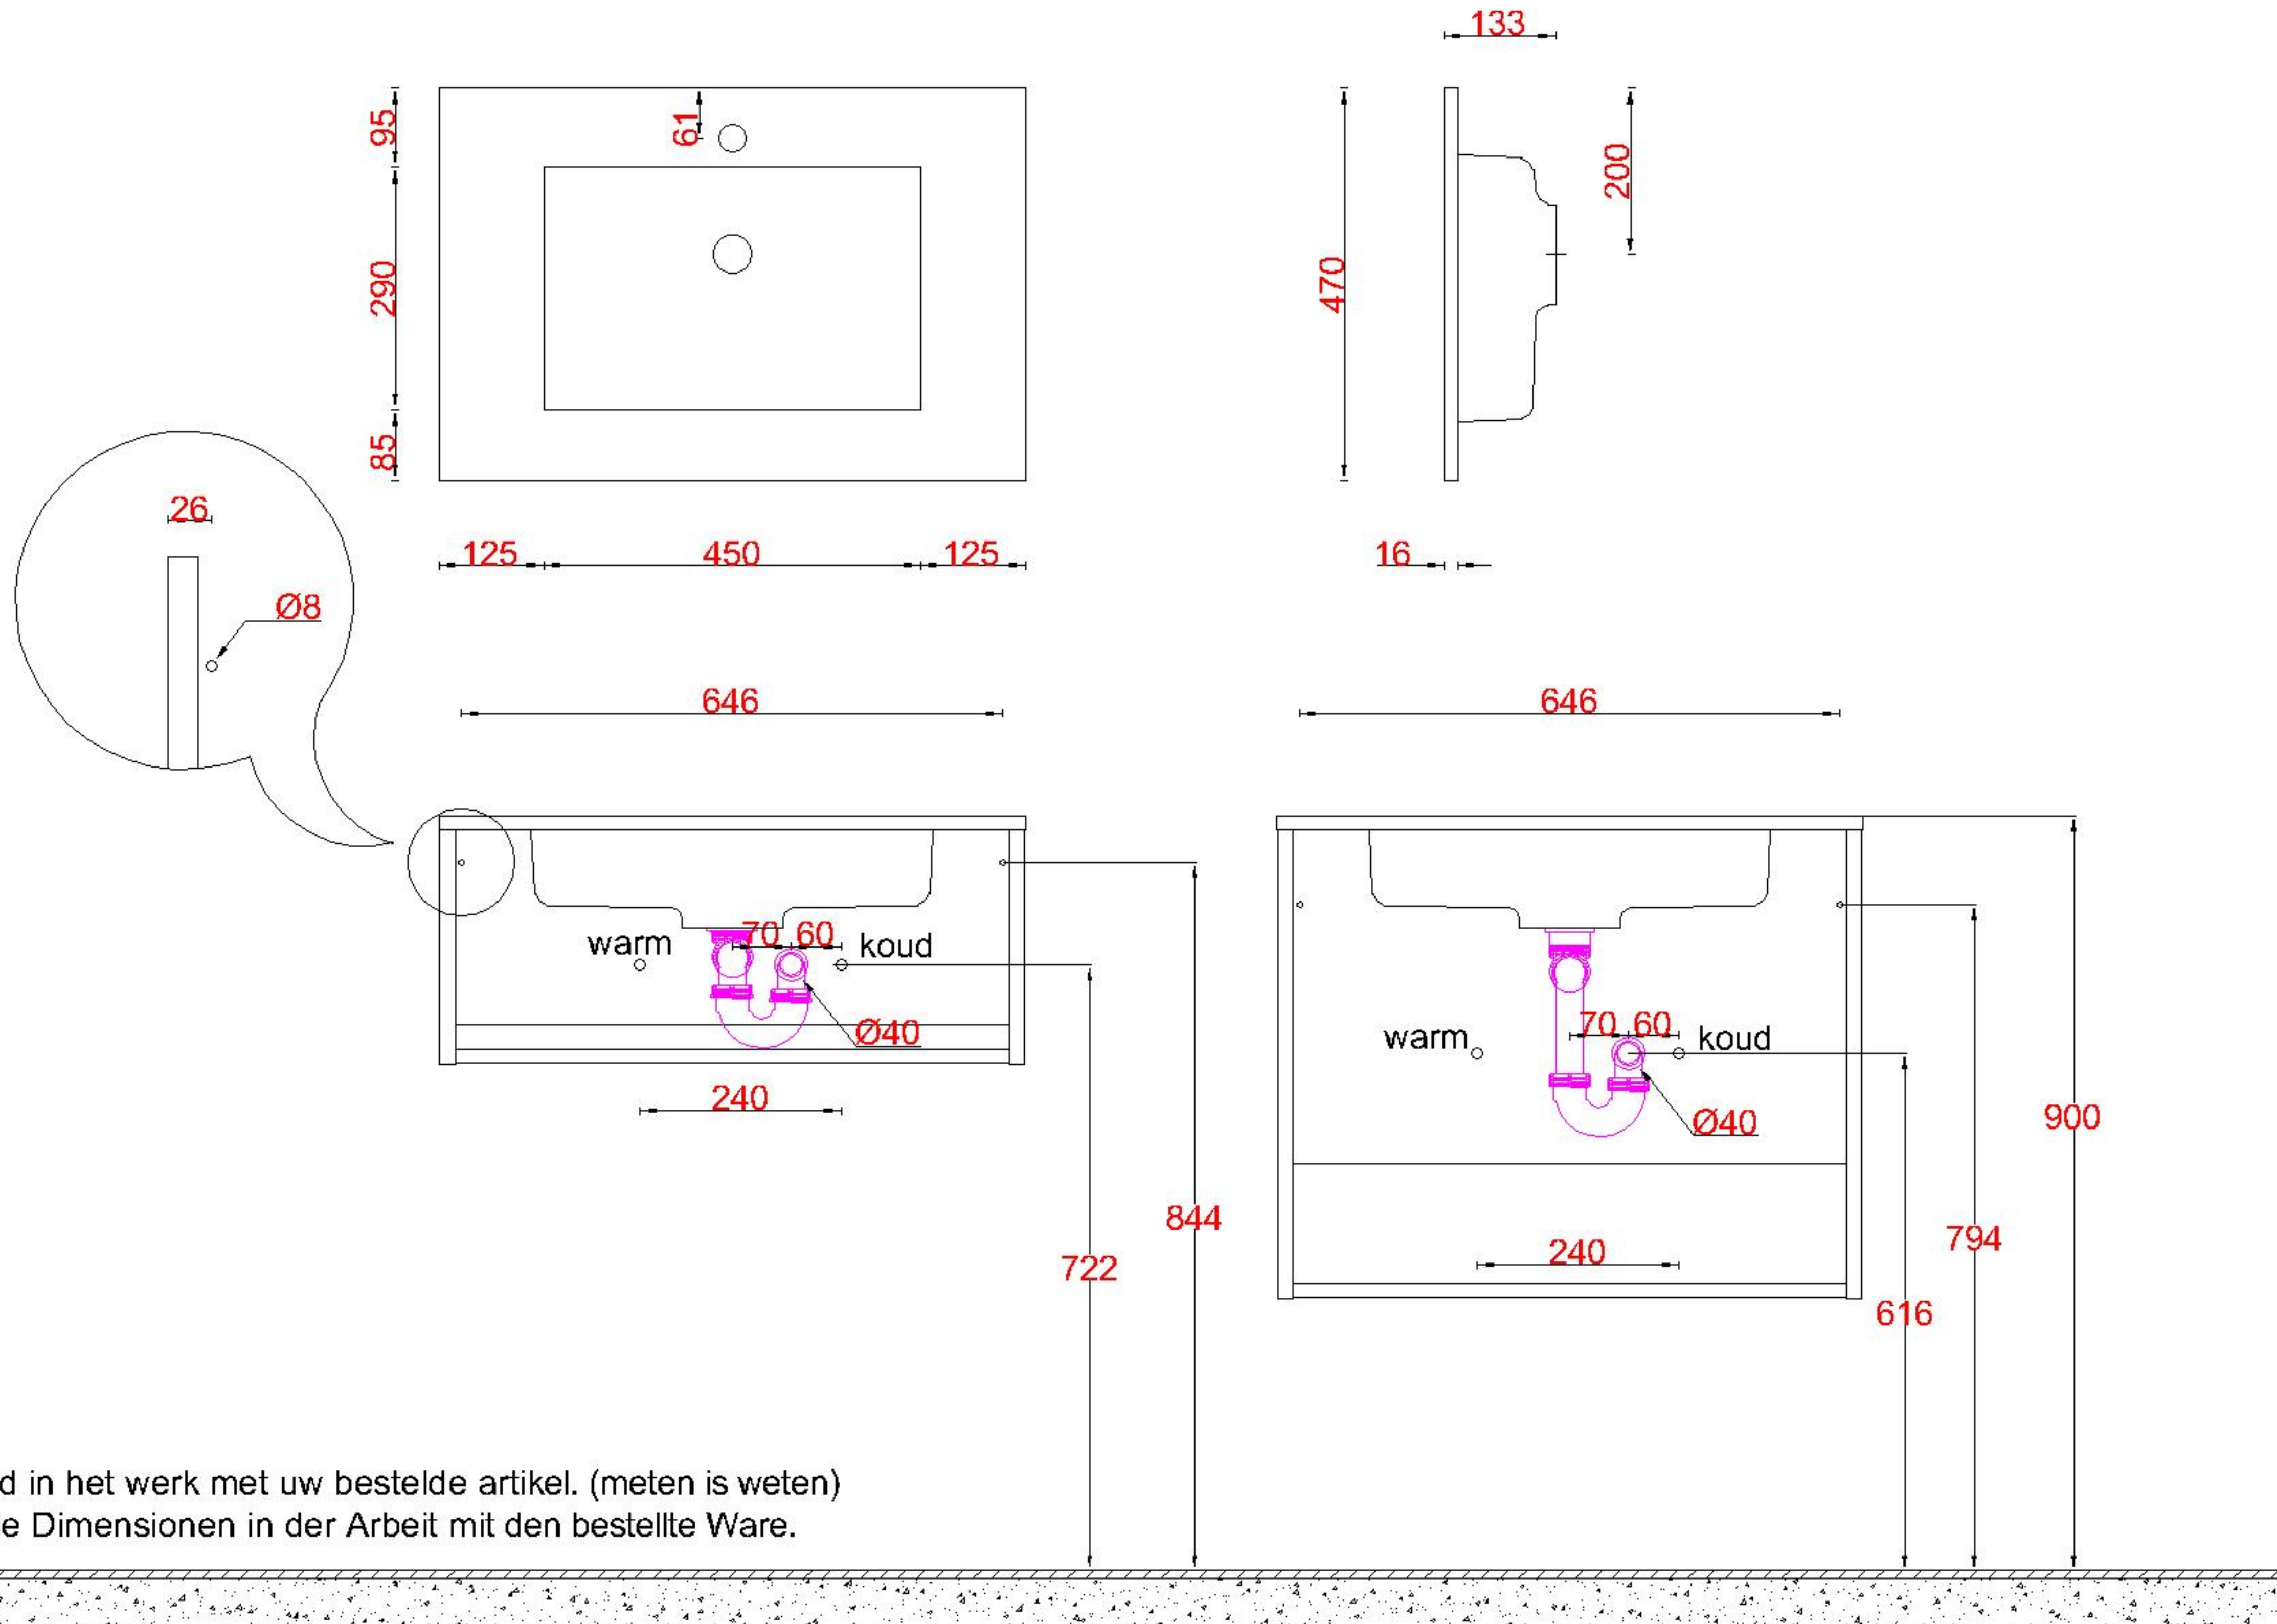 133
95
61
200
290
470
85
26
125 450 125
16
Ø8
646
646
70 60
warm
koud
Ø40
240
70 60
warm
koud
Ø40
240
900
844
794
722
616
d in het werk met uw bestelde artikel. (meten is weten)
e Dimensionen in der Arbeit mit den bestellte Ware.